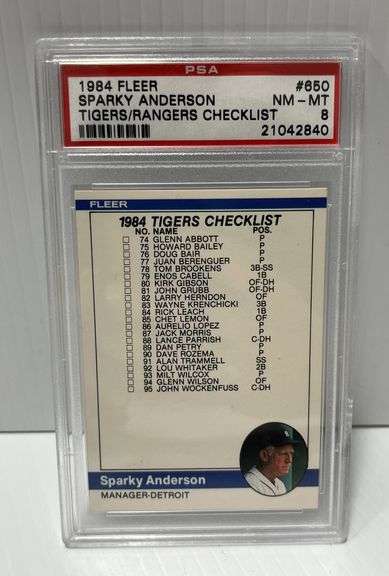 PSA
1984 FLEER #650
SPARKY ANDERSON NM - MT
TIGERS/RANGERS CHECKLIST 8
21042840
FLEER
1984 TIGERS CHECKLIST
NO. NAME POS.
74 GLENN ABBOTT P
75 HOWARD BAILEY P
76 DOUG BAIR P
77 JUAN BERENGUER P
78 TOM BROOKENS 3B-SS
79 ENOS CABELL 1B
80 KIRK GIBSON OF-DH
81 JOHN GRUBB OF-DH
82 LARRY HERNDON OF
83 WAYNE KRENCHICKI 3B
84 RICK LEACH 1B
85 CHET LEMON OF
86 AURELIO LOPEZ P
87 JACK MORRIS P
88 LANCE PARRISH C-DH
89 DAN PETRY P
90 DAVE ROZEMA P
91 ALAN TRAMMELL SS
92 LOU WHITAKER 2B
93 MILT WILCOX P
94 GLENN WILSON OF
95 JOHN WOCKENFUSS C-DH
Sparky Anderson
MANAGER-DETROIT